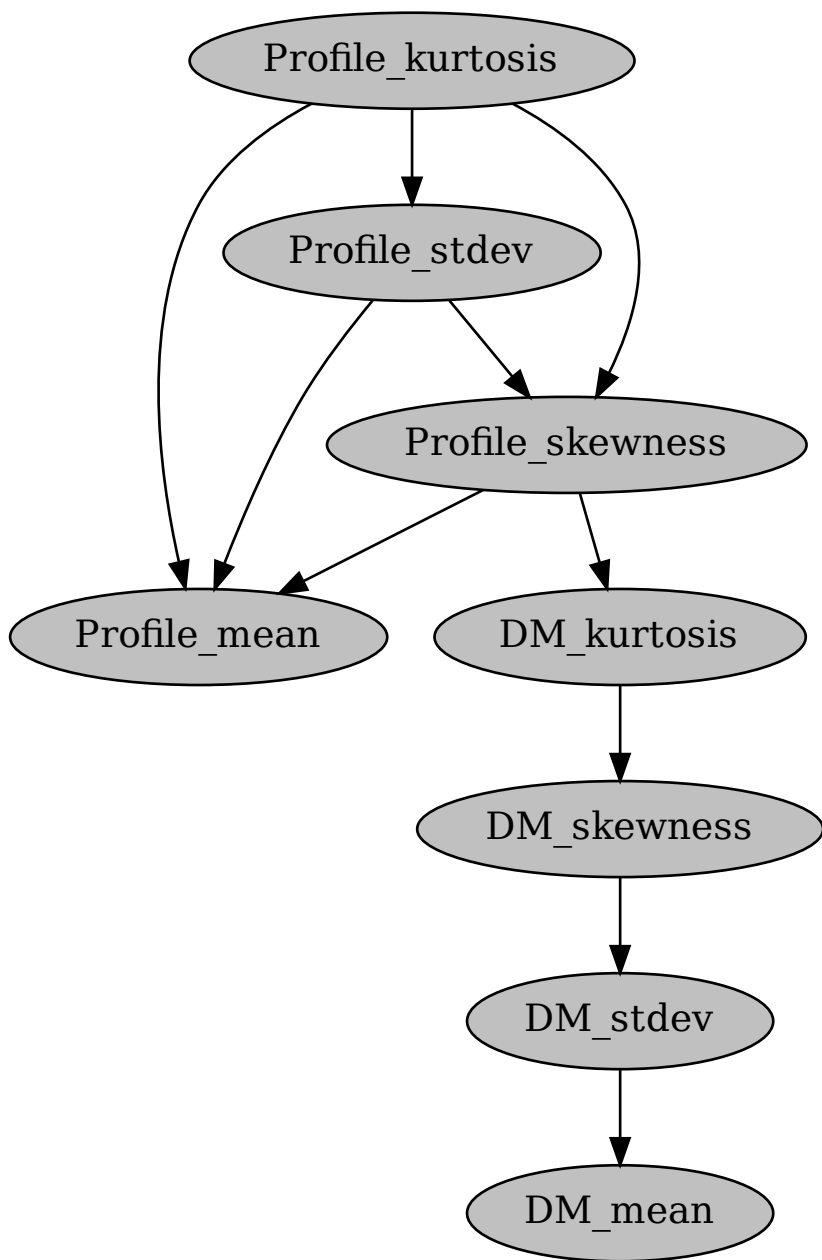 Profile_kurtosis
Profile_stdev
Profile_skewness
Profile_mean
DM_kurtosis
DM_skewness
DM_stdev
DM_mean